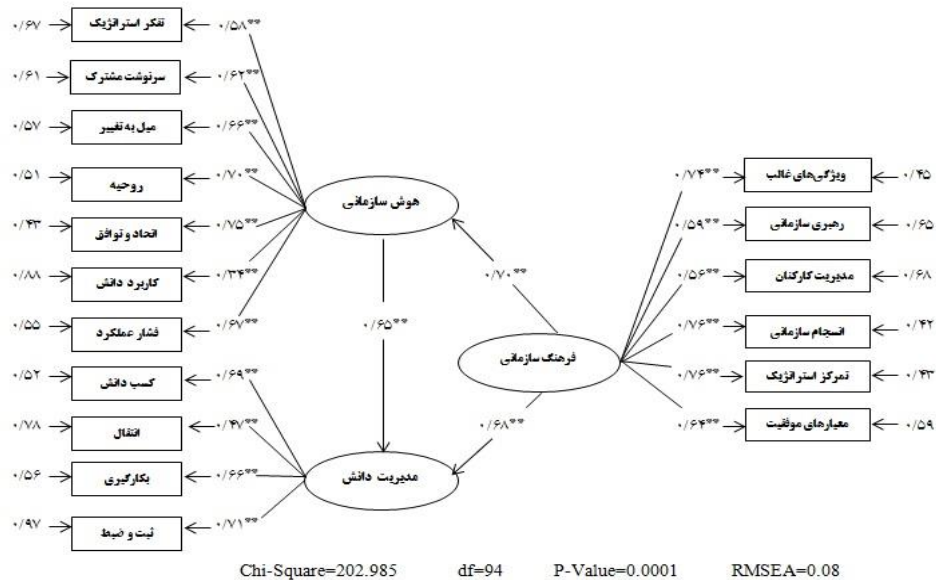 تفکر استراتژیک ۰/۵۸** ۰/۶۷
سرنوشت مشترک ۰/۶۲** ۰/۶۱
میل به تغییر ۰/۶۶** ۰/۵۷
روحیه ۰/۷۰** ۰/۵۱
اتحاد و توافق ۰/۷۵** ۰/۴۳
کاربرد دانش ۰/۳۴** ۰/۸۸
فشار عملکرد ۰/۶۷** ۰/۵۵
کسب دانش ۰/۶۹** ۰/۵۲
انتقال ۰/۴۷** ۰/۷۸
بکارگیری ۰/۶۶** ۰/۵۶
ثبت و ضبط ۰/۷۱** ۰/۹۷
هوش سازمانی
۰/۷۰**
۰/۶۵**
فرهنگ سازمانی
۰/۶۸**
مدیریت دانش
۰/۴۵ ویژگی‌های غالب ۰/۷۴**
۰/۶۵ رهبری سازمانی ۰/۵۹**
۰/۶۸ مدیریت کارکنان ۰/۵۶**
۰/۴۲ انسجام سازمانی ۰/۷۶**
۰/۴۳ تمرکز استراتژیک ۰/۷۶**
۰/۵۹ معیارهای موفقیت ۰/۶۴**
Chi-Square=202.985 df=94 P-Value=0.0001 RMSEA=0.08